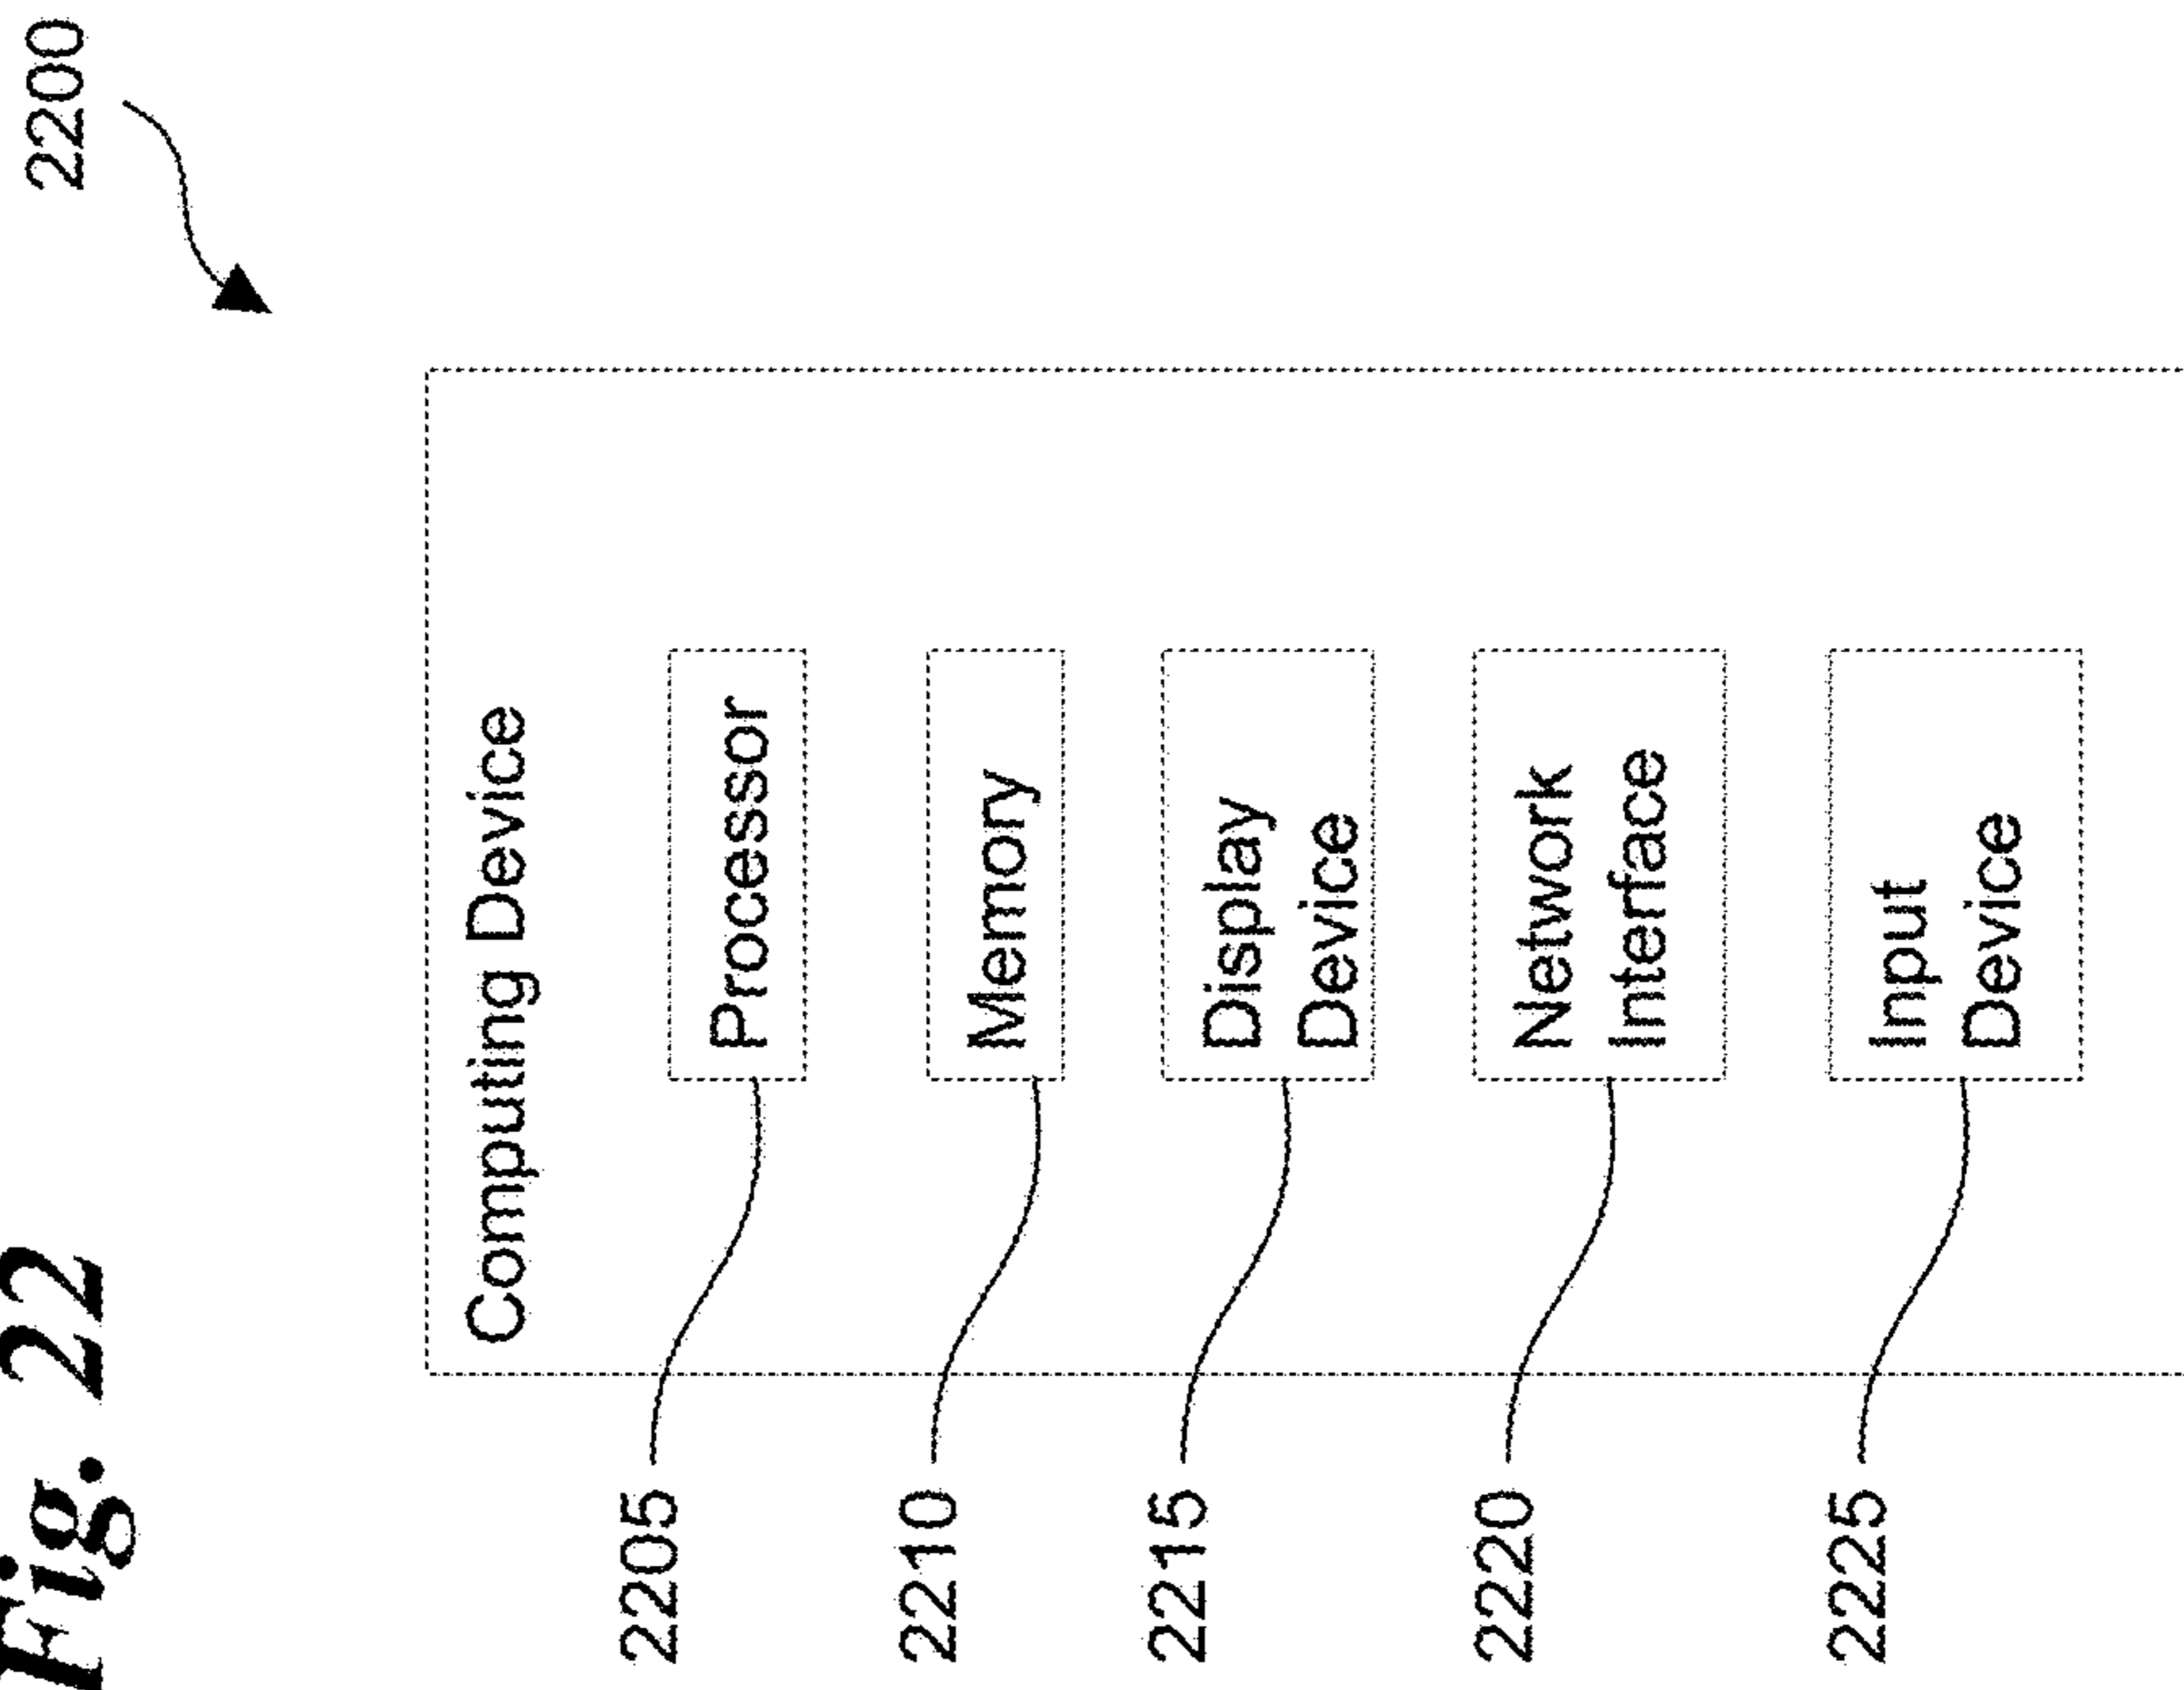 Fig. 22
2200
Computing Device
2205
Processor
2210
Memory
2215
Display
Device
2220
Network
Interface
2225
Input
Device